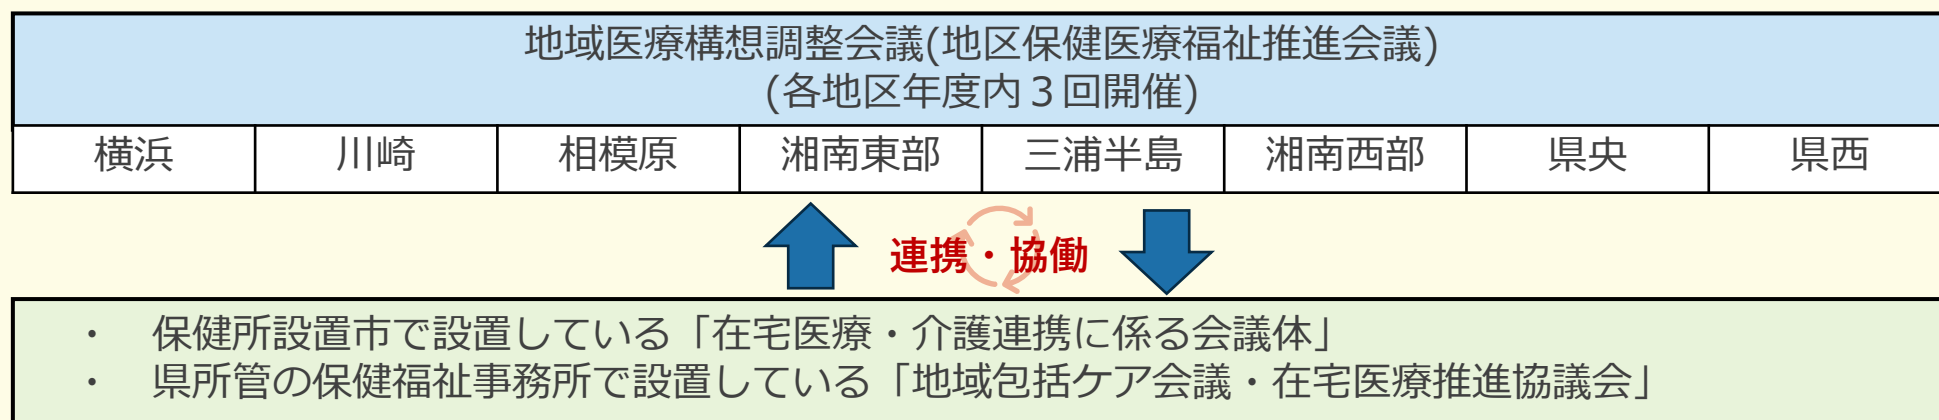 地域医療構想調整会議(地区保健医療福祉推進会議)
(各地区年度内３回開催)
横浜 川崎 相模原 湘南東部 三浦半島 湘南西部 県央 県西
連携・協働
・ 保健所設置市で設置している「在宅医療・介護連携に係る会議体」
・ 県所管の保健福祉事務所で設置している「地域包括ケア会議・在宅医療推進協議会」